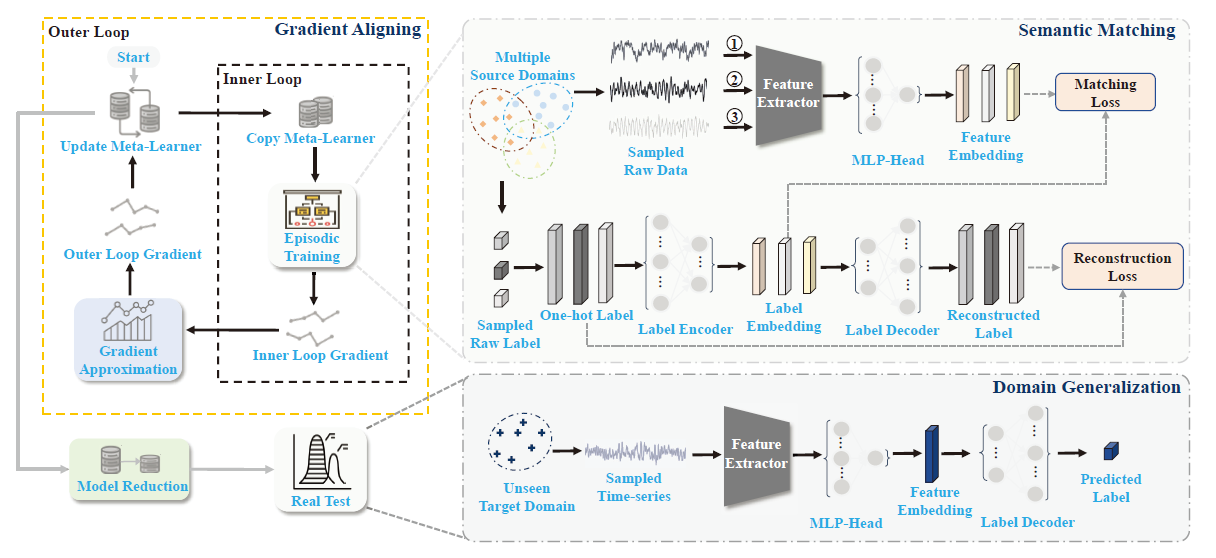 Outer Loop
Gradient Aligning
Start
Inner Loop
Update Meta-Learner
Copy Meta-Learner
Episodic
Training
Outer Loop Gradient
Inner Loop Gradient
Gradient
Approximation
Model Reduction
Real Test
Semantic Matching
Multiple
Source Domains
①
②
③
Sampled
Raw Data
Feature
Extractor
MLP-Head
Feature
Embedding
Matching
Loss
Sampled
Raw Label
One-hot Label
Label Encoder
Label
Embedding
Label Decoder
Reconstructed
Label
Reconstruction
Loss
Domain Generalization
Unseen
Target Domain
Sampled
Time-series
Feature
Extractor
MLP-Head
Feature
Embedding
Label Decoder
Predicted
Label